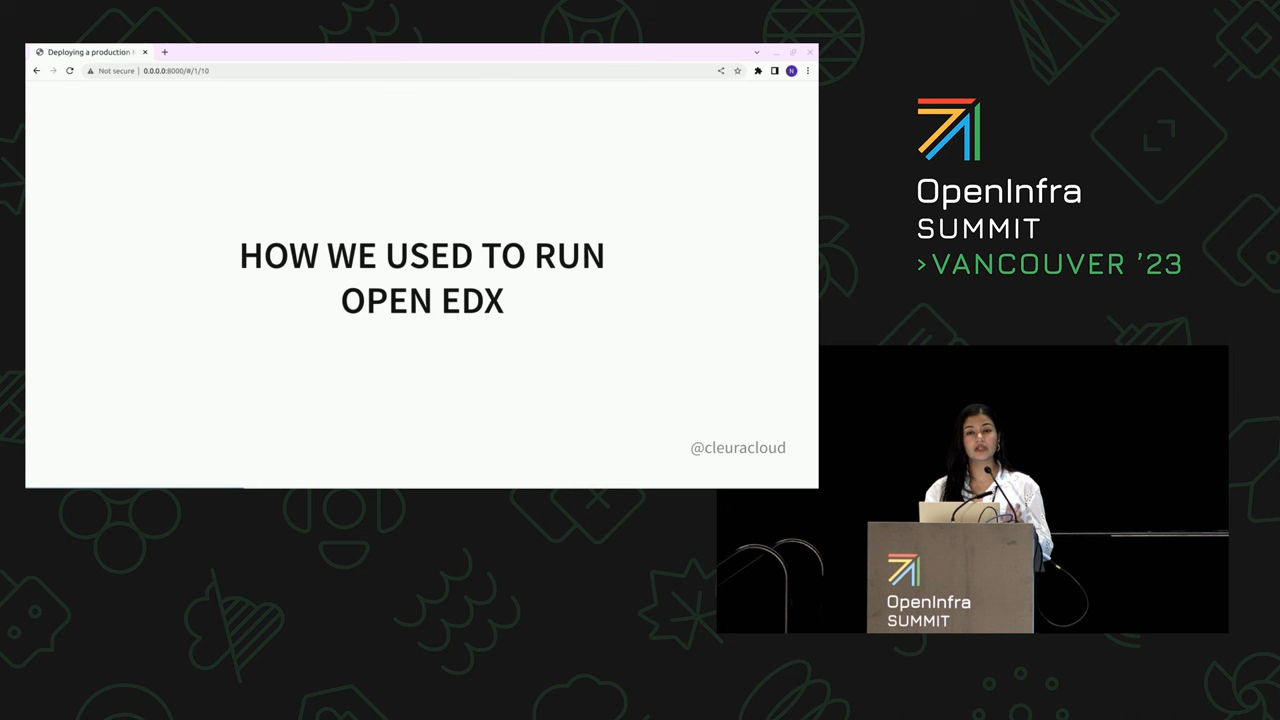 Deploying a production
Not secure
0.0.0.0:8000/#/1/10
N
HOW WE USED TO RUN
OPEN EDX
@cleuracloud
OpenInfra
SUMMIT
>VANCOUVER '23
OpenInfra
SUMMIT